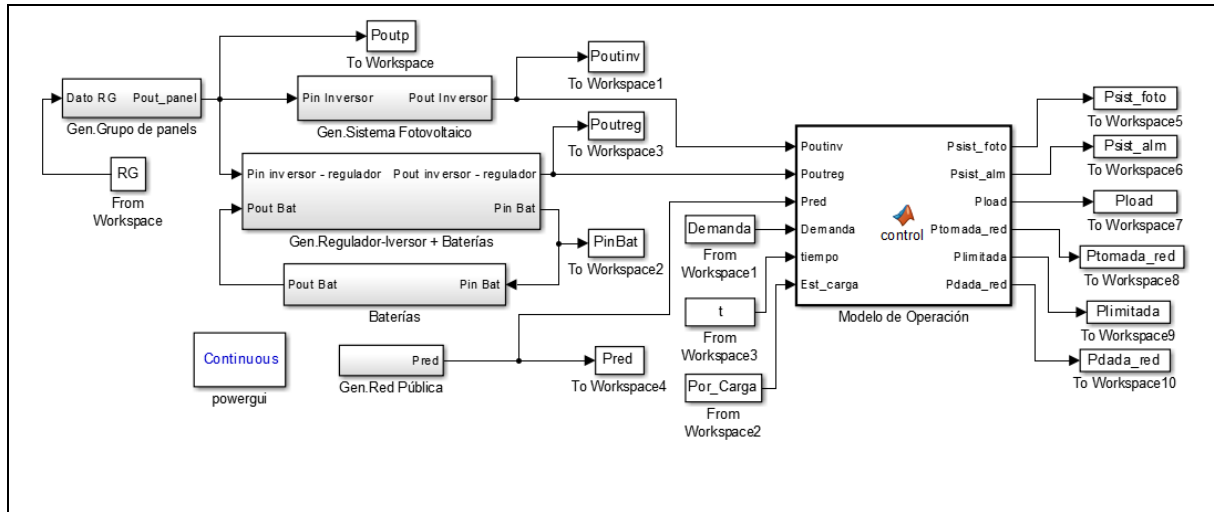 Poutp
To Workspace
Poutinv
To Workspace1
Dato RG Pout_panel
Gen.Grupo de panels
Pin Inversor Pout Inversor
Gen.Sistema Fotovoltaico
Poutreg
To Workspace3
RG
From
Workspace
Pin inversor - regulador Pout inversor - regulador
Pout Bat Pin Bat
Gen.Regulador-Iversor + Baterías
PinBat
To Workspace2
Pout Bat Pin Bat
Baterías
Continuous
powergui
Pred
Gen.Red Pública
Pred
To Workspace4
Demanda
From
Workspace1
t
From
Workspace3
Por_Carga
From
Workspace2
Poutinv Psist_foto
Poutreg Psist_alm
Pred Pload
Demanda Ptomada_red
tiempo Plimitada
Est_carga Pdada_red
control
Modelo de Operación
Psist_foto
To Workspace5
Psist_alm
To Workspace6
Pload
To Workspace7
Ptomada_red
To Workspace8
Plimitada
To Workspace9
Pdada_red
To Workspace10